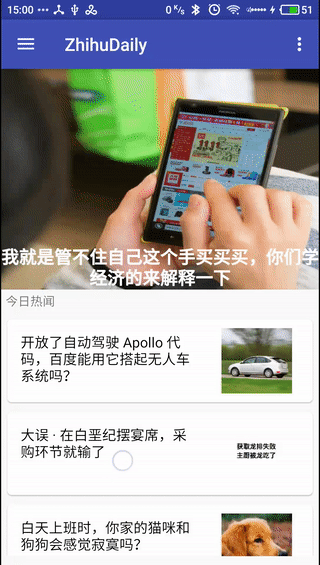 15:00
0 K/s
51
ZhihuDaily
我就是管不住自己这个手买买买，你们学
经济的来解释一下
今日热闻
开放了自动驾驶 Apollo 代
码，百度能用它搭起无人车
系统吗？
大误 · 在白垩纪摆宴席，采
购环节就输了
获取龙排失败
主厨被龙吃了
白天上班时，你家的猫咪和
狗狗会感觉寂寞吗？